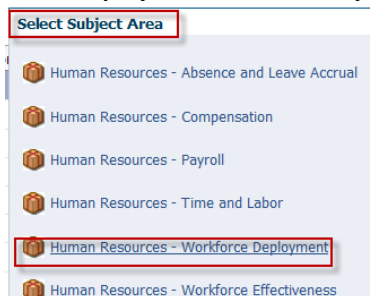 Select Subject Area
Human Resources - Absence and Leave Accrual
Human Resources - Compensation
Human Resources - Payroll
Human Resources - Time and Labor
Human Resources - Workforce Deployment
Human Resources - Workforce Effectiveness